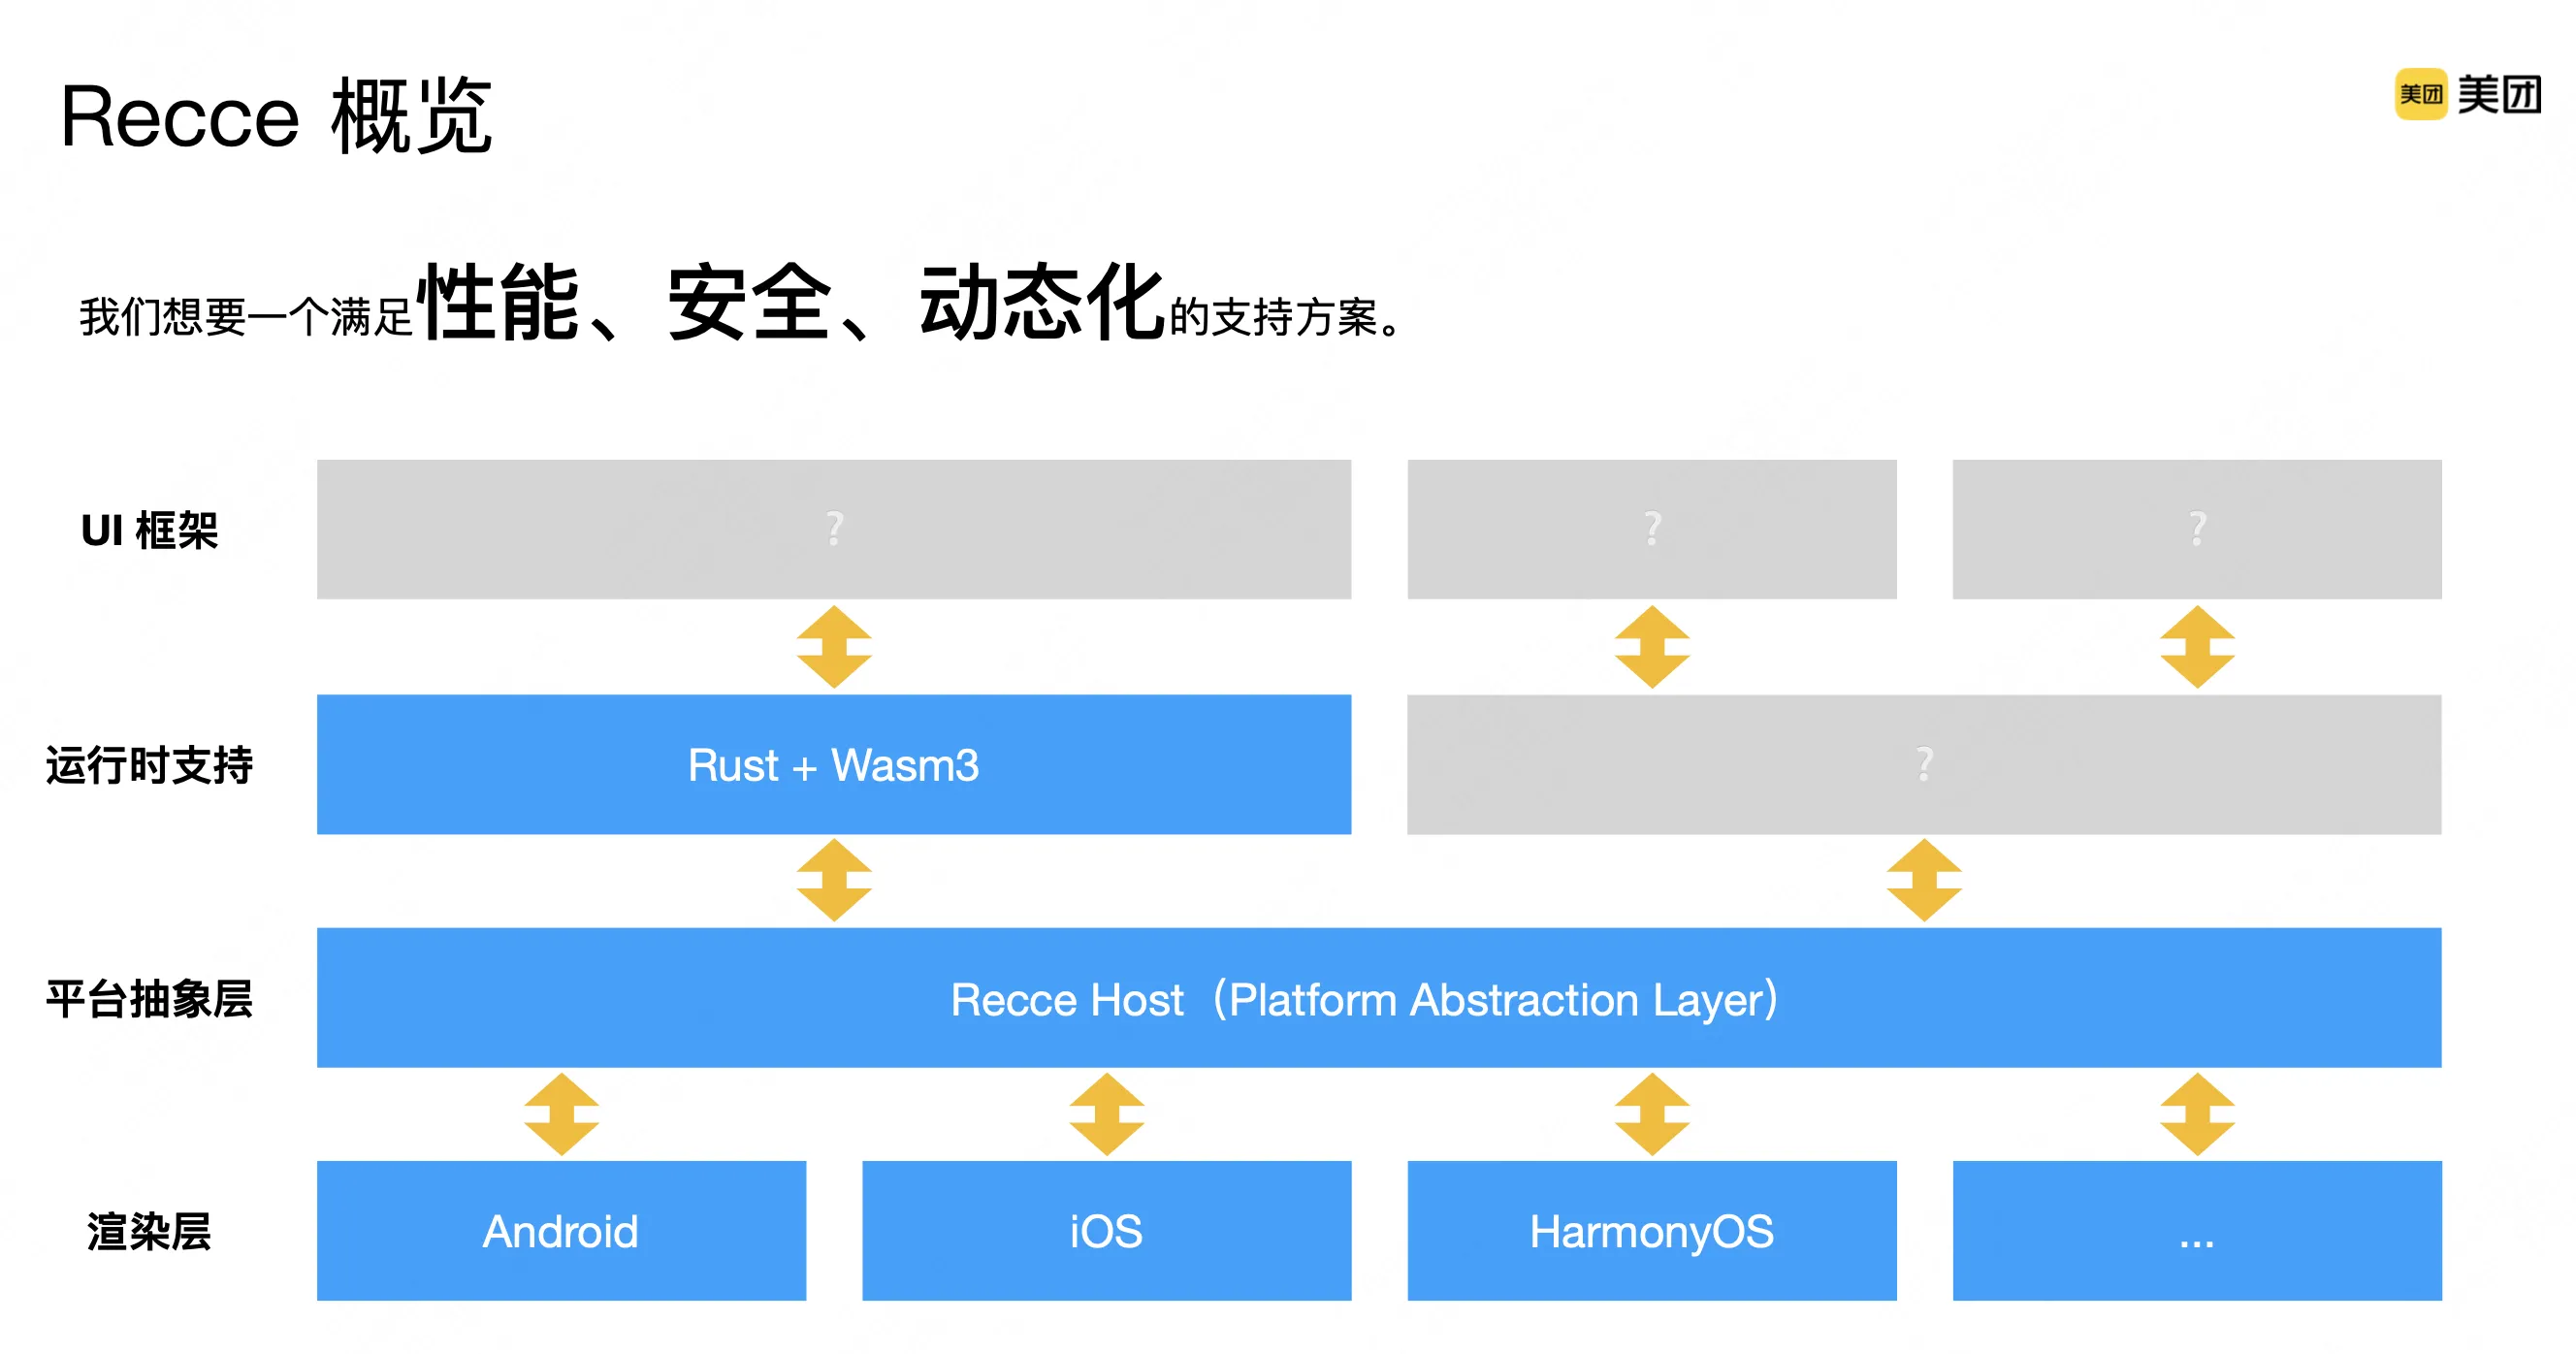 Recce 概览
美团 美团
我们想要一个满足性能、安全、动态化的支持方案。
UI 框架
?
?
?
运行时支持
Rust + Wasm3
?
平台抽象层
Recce Host（Platform Abstraction Layer）
渲染层
Android
iOS
HarmonyOS
...